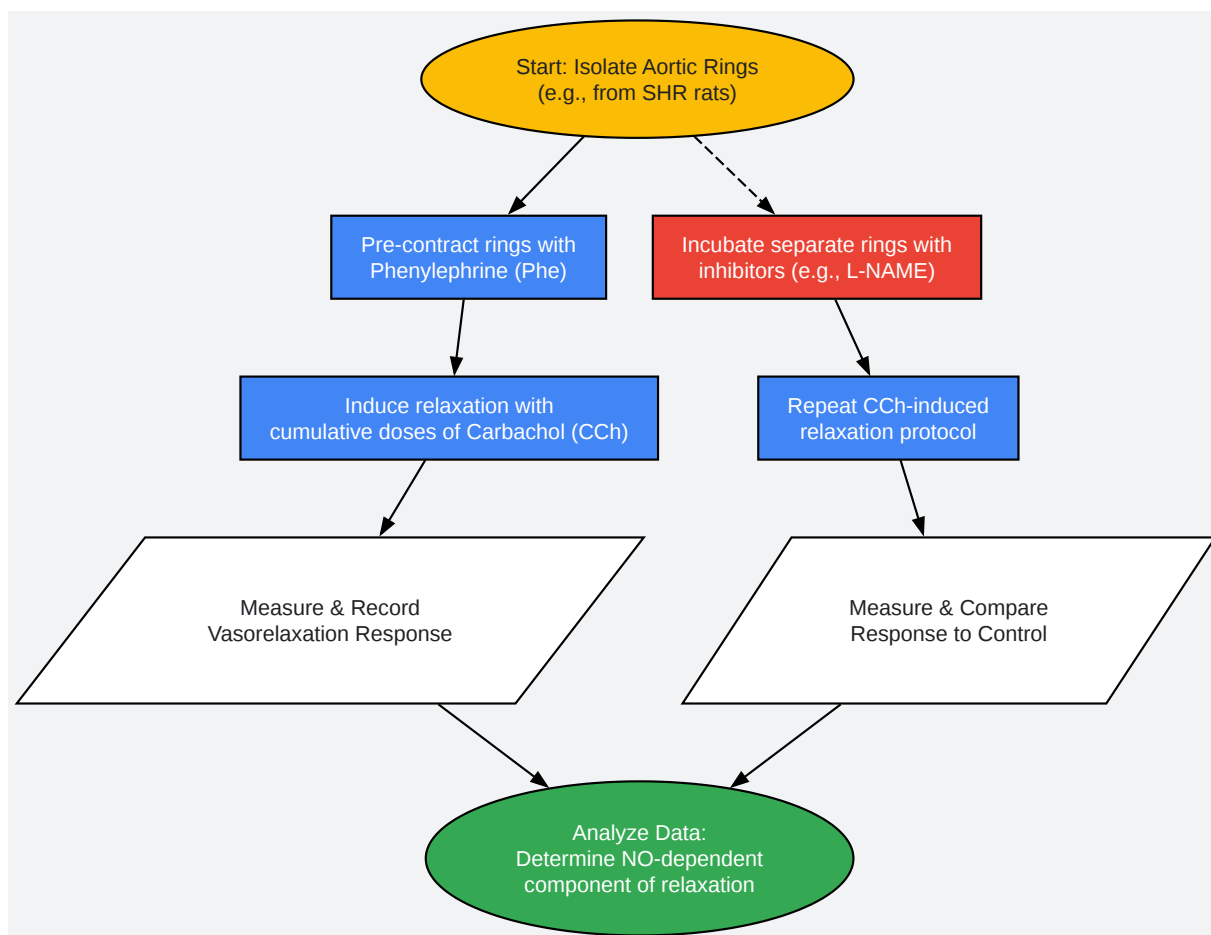 Start: Isolate Aortic Rings
(e.g., from SHR rats)
Pre-contract rings with
Phenylephrine (Phe)
Incubate separate rings with
inhibitors (e.g., L-NAME)
Induce relaxation with
cumulative doses of Carbachol (CCh)
Repeat CCh-induced
relaxation protocol
Measure & Record
Vasorelaxation Response
Measure & Compare
Response to Control
Analyze Data:
Determine NO-dependent
component of relaxation